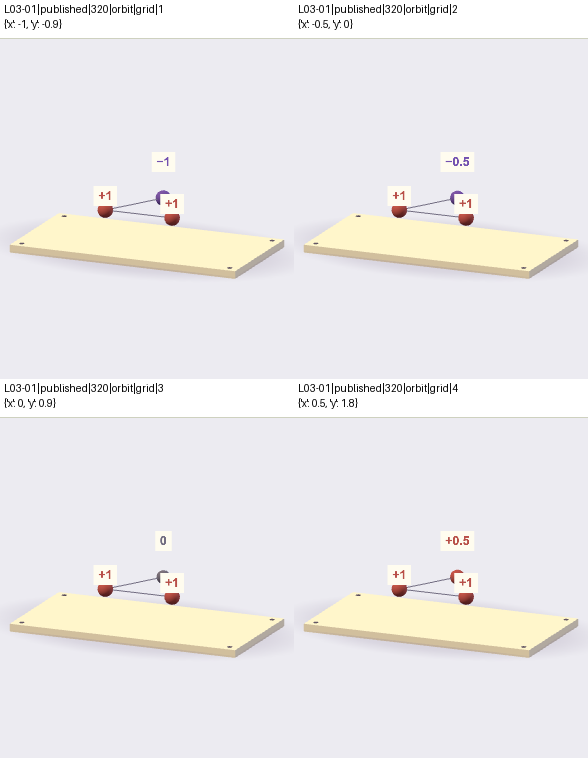 L03-01|published|320|orbit|grid|1
{'x': -1, 'y': -0.9}
−1
+1
+1
L03-01|published|320|orbit|grid|2
{'x': -0.5, 'y': 0}
−0.5
+1
+1
L03-01|published|320|orbit|grid|3
{'x': 0, 'y': 0.9}
0
+1
+1
L03-01|published|320|orbit|grid|4
{'x': 0.5, 'y': 1.8}
+0.5
+1
+1